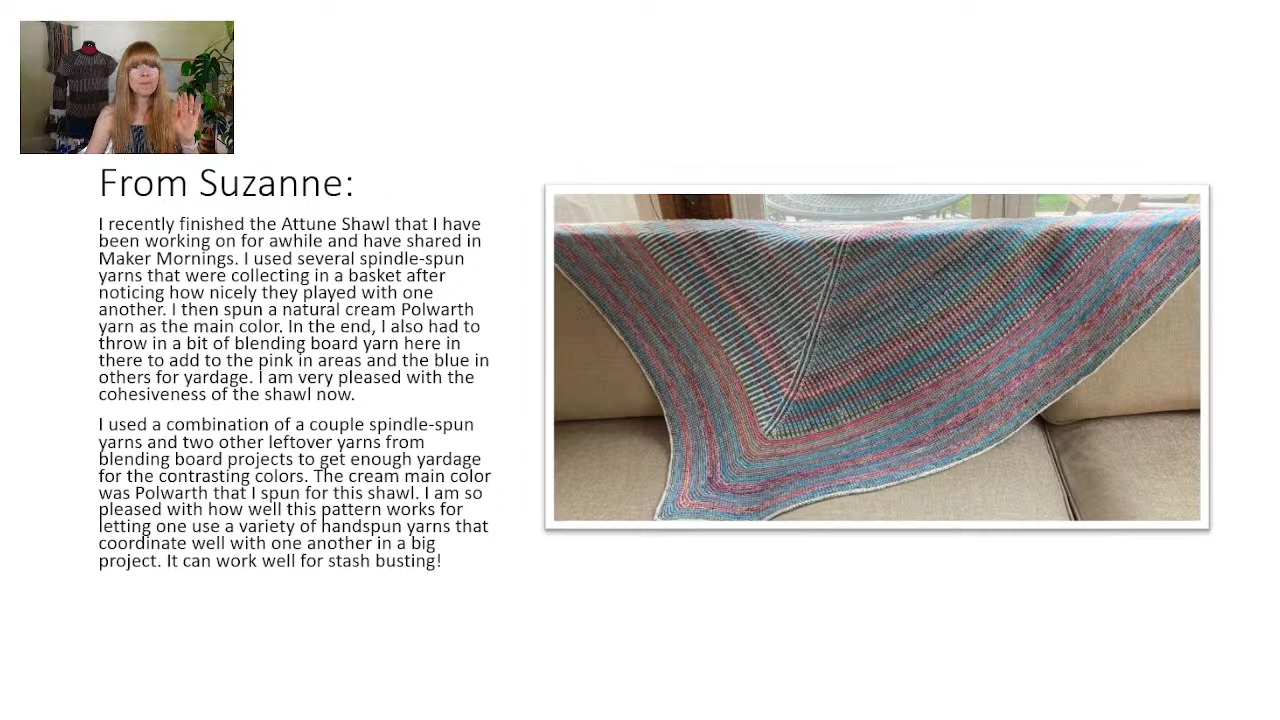 From Suzanne:
I recently finished the Attune Shawl that I have
been working on for awhile and have shared in
Maker Mornings. I used several spindle-spun
yarns that were collecting in a basket after
noticing how nicely they played with one
another. I then spun a natural cream Polwarth
yarn as the main color. In the end, I also had to
throw in a bit of blending board yarn here in
there to add to the pink in areas and the blue in
others for yardage. I am very pleased with the
cohesiveness of the shawl now.
I used a combination of a couple spindle-spun
yarns and two other leftover yarns from
blending board projects to get enough yardage
for the contrasting colors. The cream main color
was Polwarth that I spun for this shawl. I am so
pleased with how well this pattern works for
letting one use a variety of handspun yarns that
coordinate well with one another in a big
project. It can work well for stash busting!